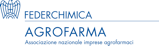 FEDERCHIMICA
AGROFARMA
Associazione nazionale imprese agrofarmaci